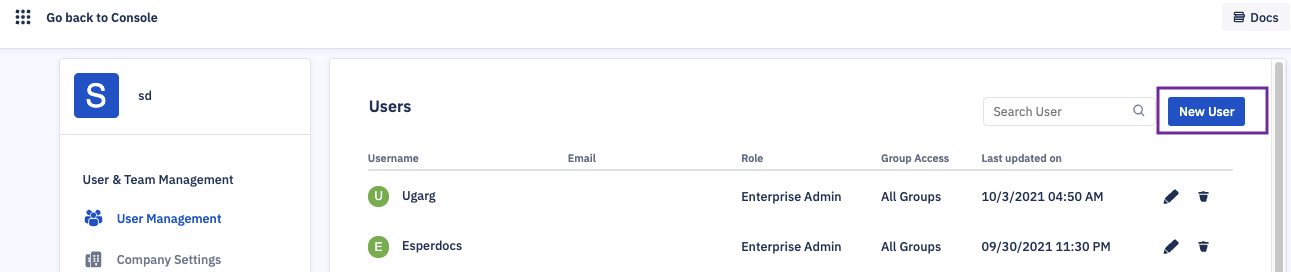 Go back to Console
Docs
S
sd
Users
Search User
New User
Username Email Role Group Access Last updated on
User & Team Management
U Ugarg Enterprise Admin All Groups 10/3/2021 04:50 AM
User Management
E Esperdocs Enterprise Admin All Groups 09/30/2021 11:30 PM
Company Settings